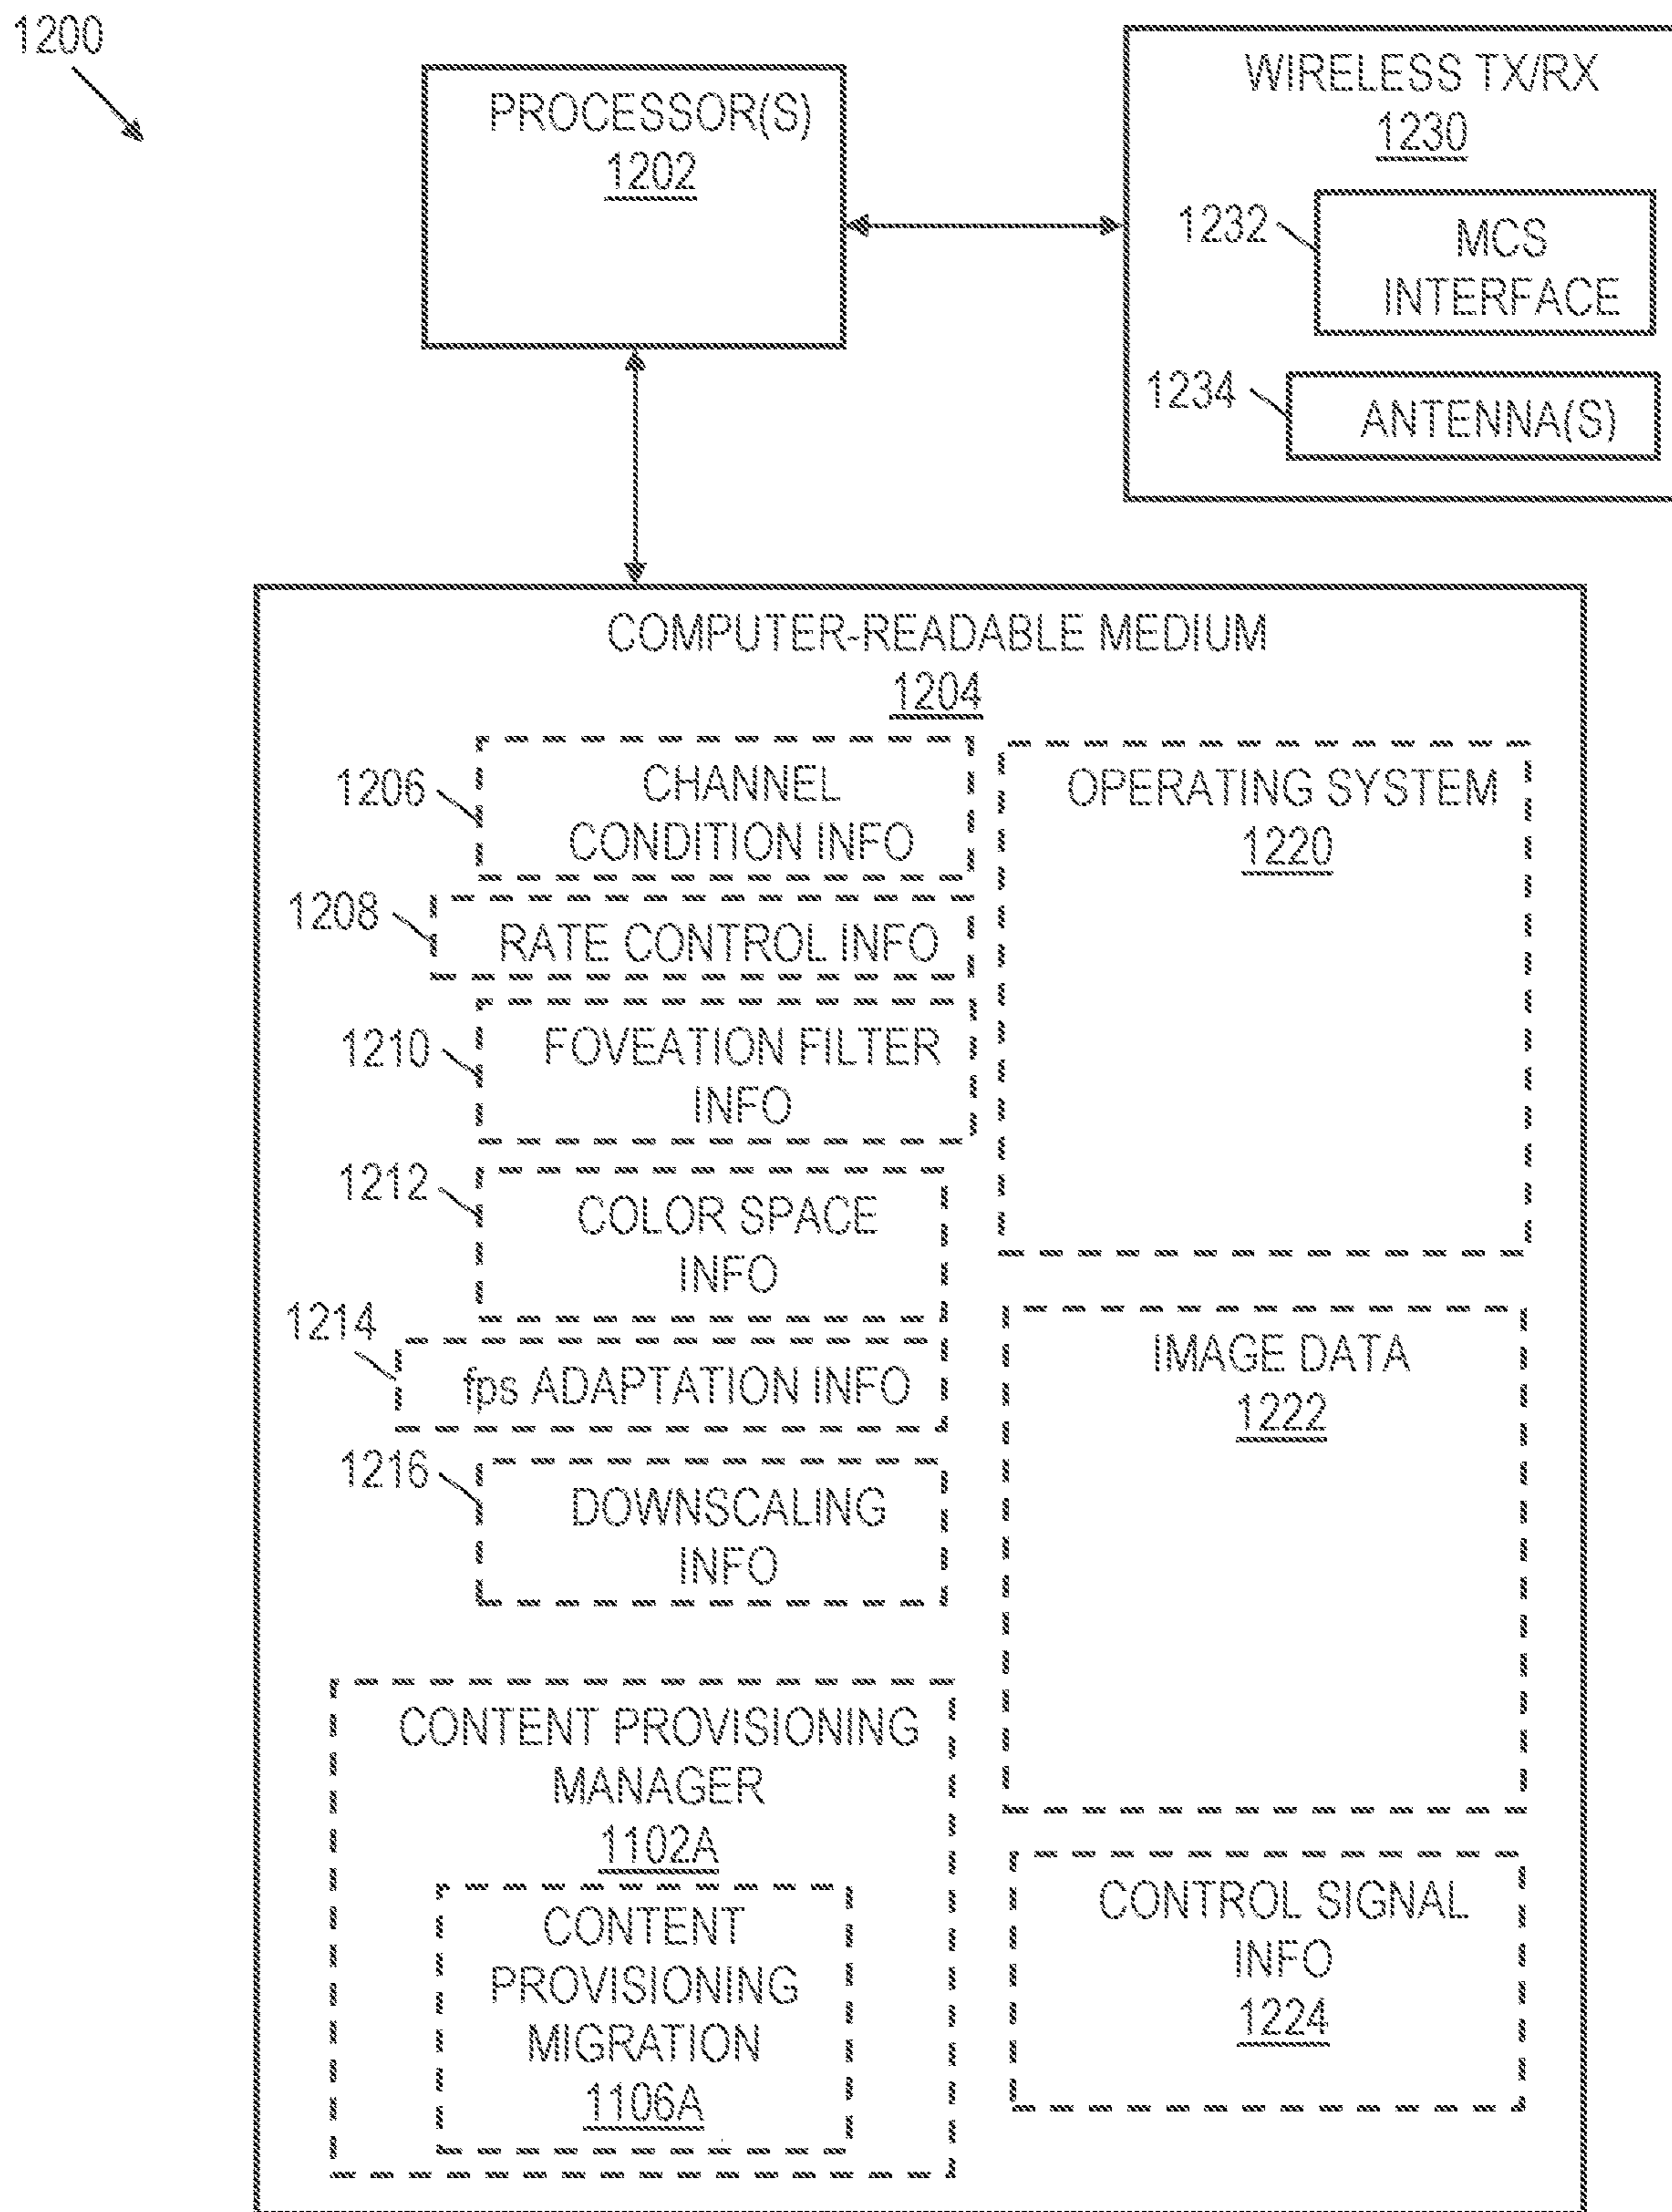 1200
PROCESSOR(S)
1202
WIRELESS TX/RX
1230
1232
MCS
INTERFACE
1234
ANTENNA(S)
COMPUTER-READABLE MEDIUM
1204
1206
CHANNEL
CONDITION INFO
1208
RATE CONTROL INFO
1210
FOVEATION FILTER
INFO
1212
COLOR SPACE
INFO
1214
fps ADAPTATION INFO
1216
DOWNSCALING
INFO
CONTENT PROVISIONING
MANAGER
1102A
CONTENT
PROVISIONING
MIGRATION
1106A
OPERATING SYSTEM
1220
IMAGE DATA
1222
CONTROL SIGNAL
INFO
1224